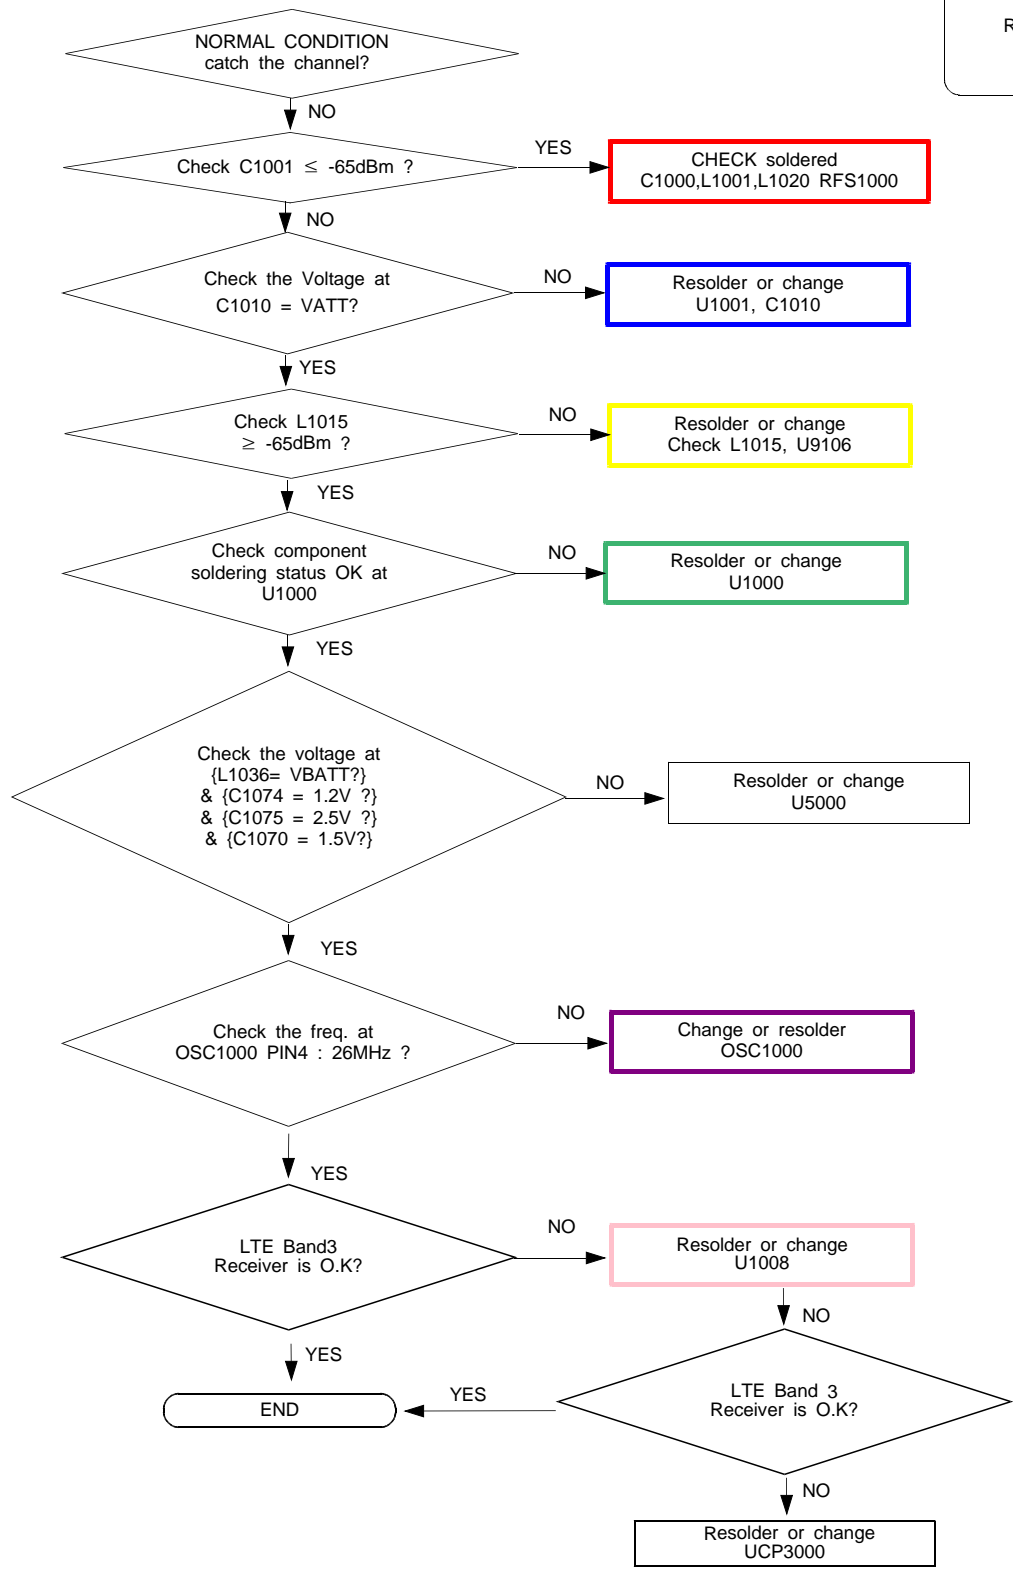 R
NORMAL CONDITION
catch the channel?
NO
Check C1001 ≤ -65dBm ?
YES
CHECK soldered
C1000,L1001,L1020 RFS1000
NO
Check the Voltage at
C1010 = VATT?
NO
Resolder or change
U1001, C1010
YES
Check L1015
≥ -65dBm ?
NO
Resolder or change
Check L1015, U9106
YES
Check component
soldering status OK at
U1000
NO
Resolder or change
U1000
YES
Check the voltage at
{L1036= VBATT?}
& {C1074 = 1.2V ?}
& {C1075 = 2.5V ?}
& {C1070 = 1.5V?}
NO
Resolder or change
U5000
YES
Check the freq. at
OSC1000 PIN4 : 26MHz ?
NO
Change or resolder
OSC1000
YES
LTE Band3
Receiver is O.K?
NO
Resolder or change
U1008
NO
YES
LTE Band 3
Receiver is O.K?
YES
END
NO
Resolder or change
UCP3000